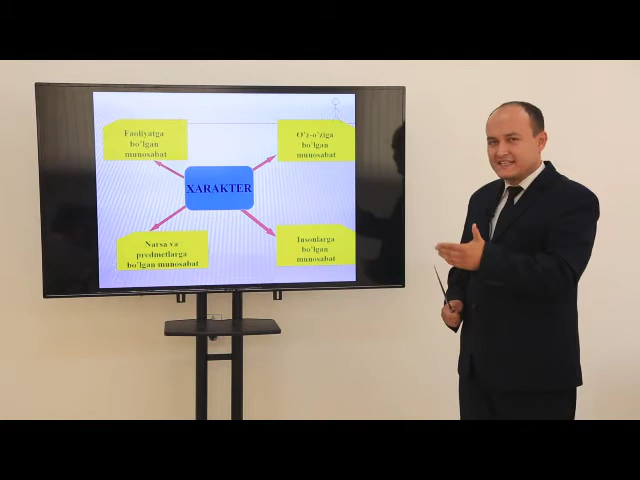 Faoliyatga
bo'lgan
munosabat
O'z-o'ziga
bo'lgan
munosabat
XARAKTER
Narsa va
predmetlarga
bo'lgan munosabat
Insonlarga
bo'lgan
munosabat